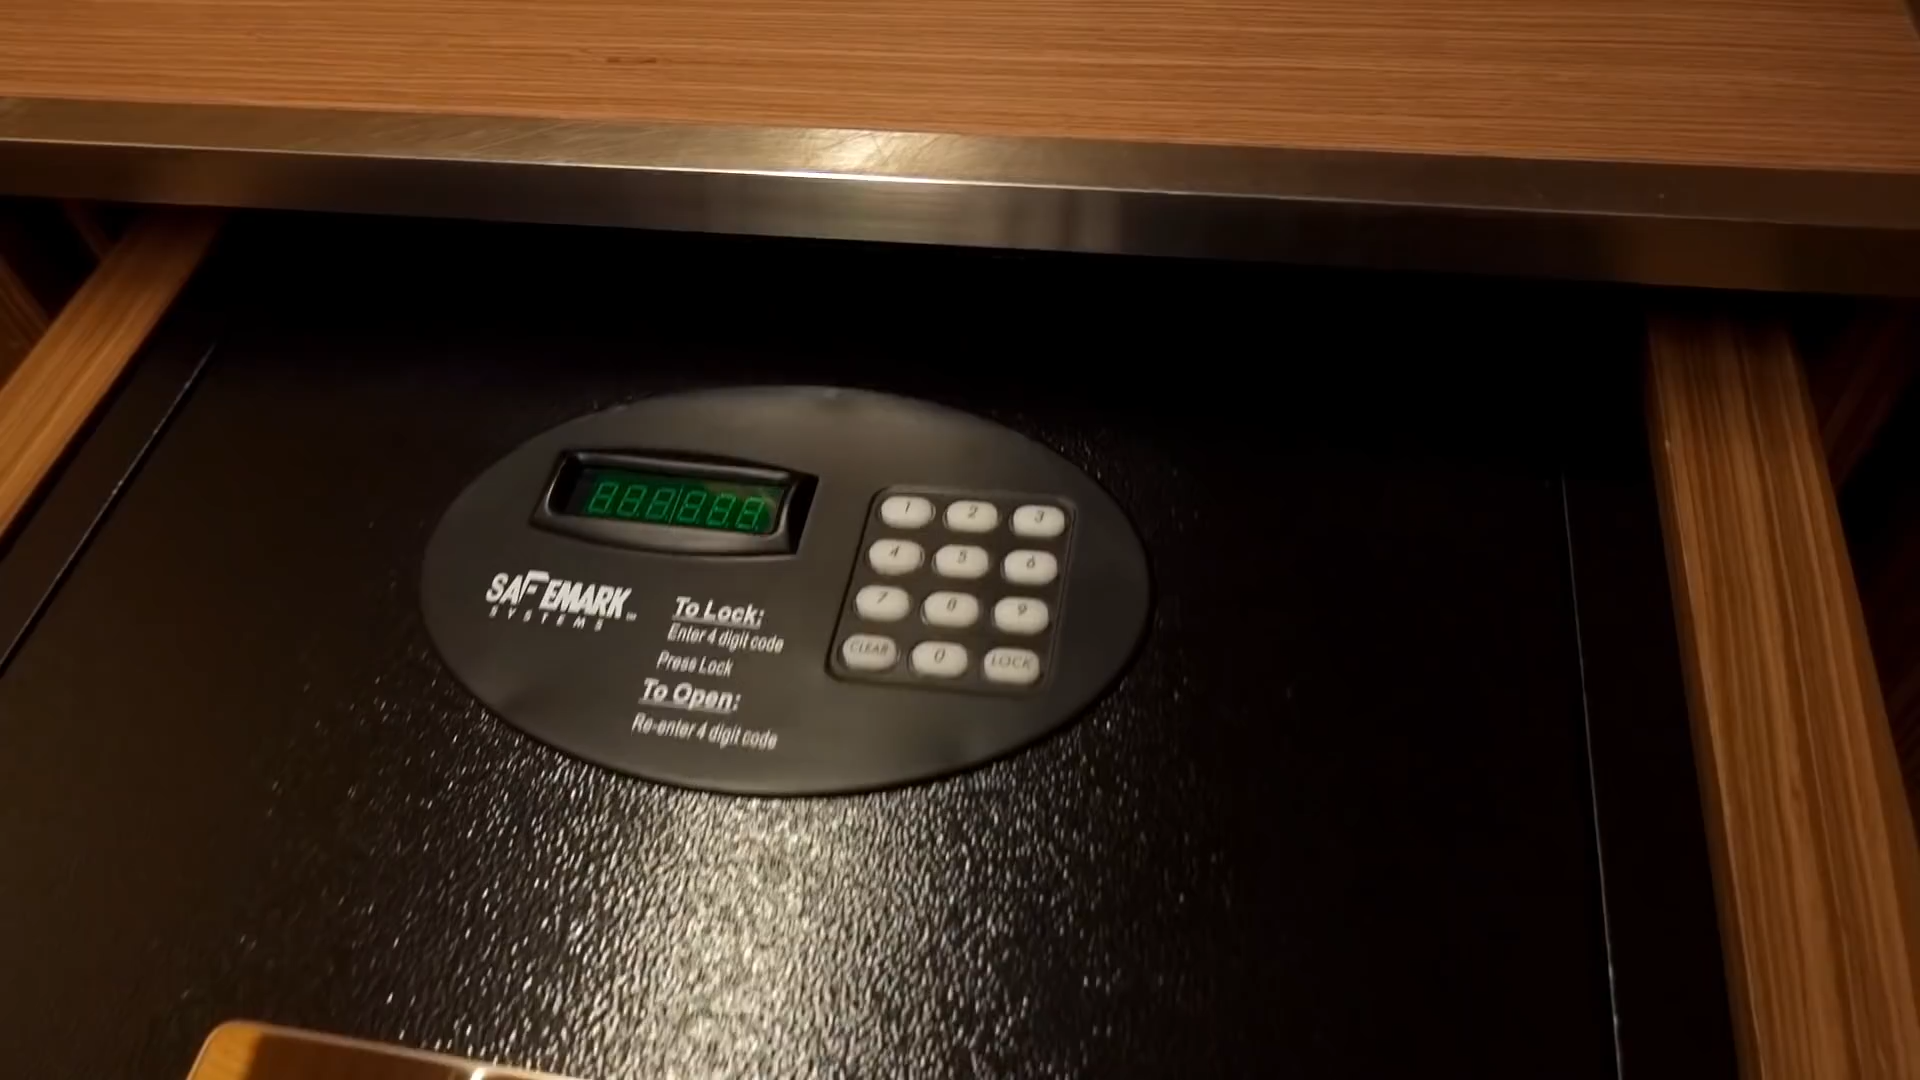 888888
SAFEMARK
SYSTEMS
To Lock:
Enter 4 digit code
Press Lock
To Open:
Re-enter 4 digit code
1 2 3
4 5 6
7 8 9
CLEAR 0 LOCK